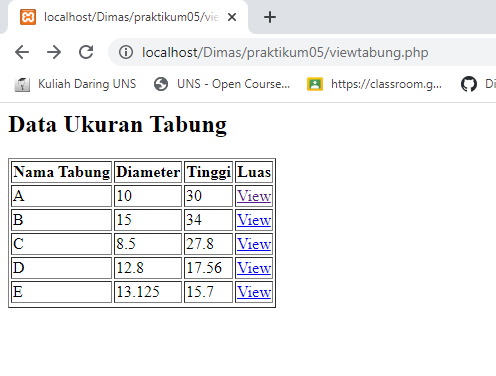 localhost/Dimas/praktikum05/vie
localhost/Dimas/praktikum05/viewtabung.php
Kuliah Daring UNS UNS - Open Course... https://classroom.g... Di
Data Ukuran Tabung
Nama Tabung Diameter Tinggi Luas
A 10 30 View
B 15 34 View
C 8.5 27.8 View
D 12.8 17.56 View
E 13.125 15.7 View